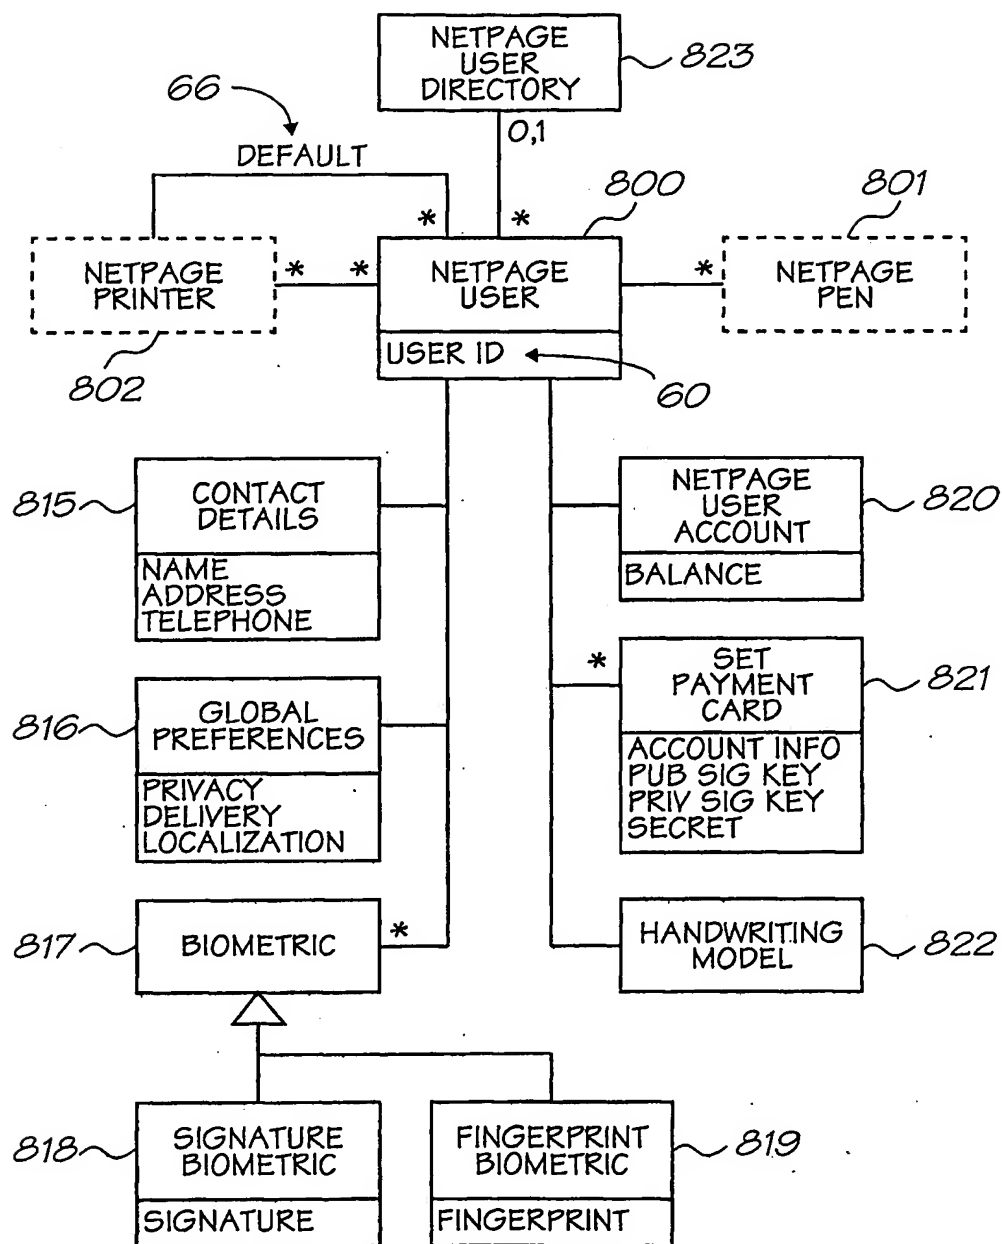 NETPAGE
USER
DIRECTORY
823
66
0,1
DEFAULT
800
801
*
*
NETPAGE
PRINTER
*
*
NETPAGE
USER
*
NETPAGE
PEN
802
USER ID
60
815
CONTACT
DETAILS
NAME
ADDRESS
TELEPHONE
NETPAGE
USER
ACCOUNT
820
BALANCE
816
GLOBAL
PREFERENCES
PRIVACY
DELIVERY
LOCALIZATION
*
SET
PAYMENT
CARD
821
ACCOUNT INFO
PUB SIG KEY
PRIV SIG KEY
SECRET
817
BIOMETRIC
*
HANDWRITING
MODEL
822
818
SIGNATURE
BIOMETRIC
SIGNATURE
FINGERPRINT
BIOMETRIC
819
FINGERPRINT